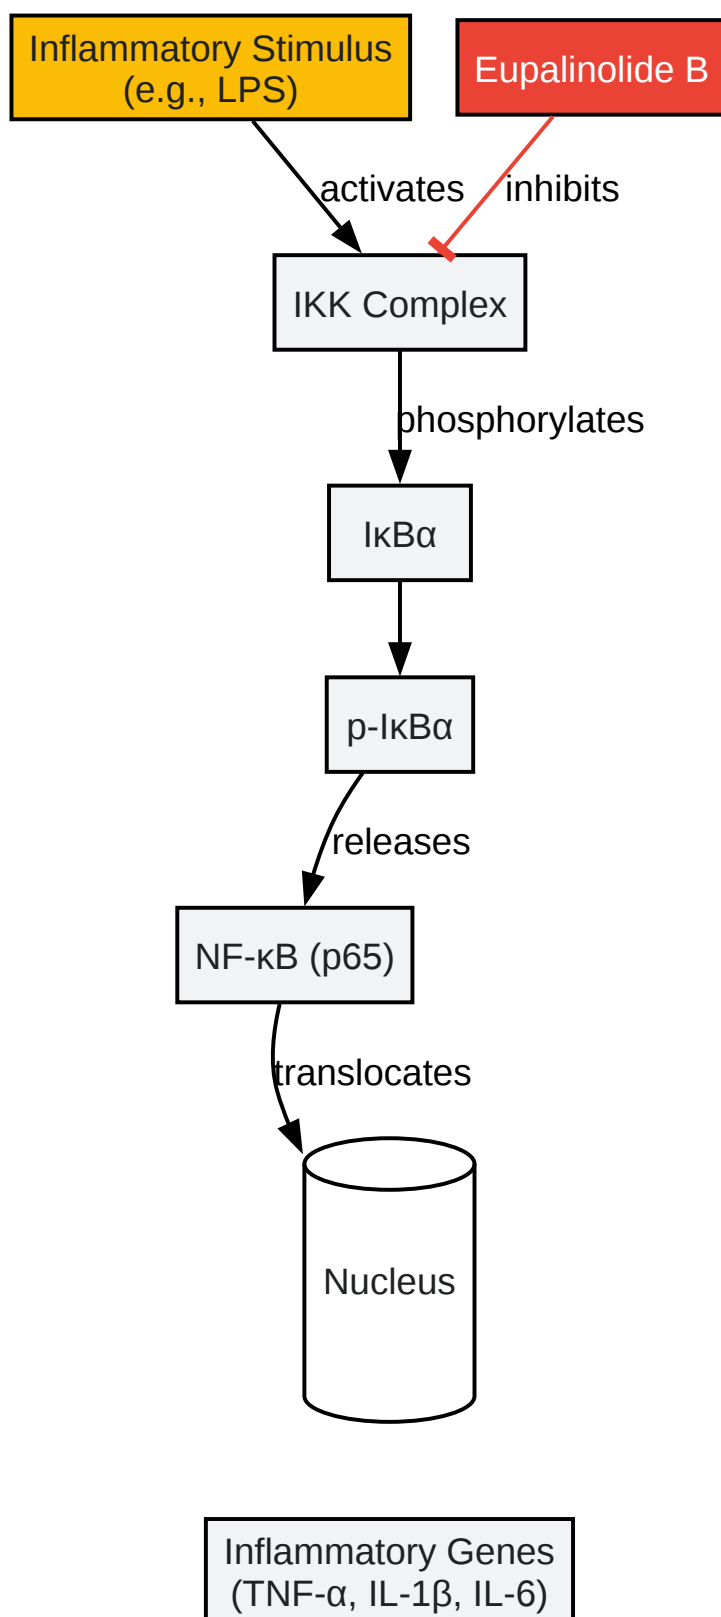 Inflammatory Stimulus
(e.g., LPS)
Eupalinolide B
activates
inhibits
IKK Complex
phosphorylates
IκBα
p-IκBα
releases
NF-κB (p65)
translocates
Nucleus
Inflammatory Genes
(TNF-α, IL-1β, IL-6)